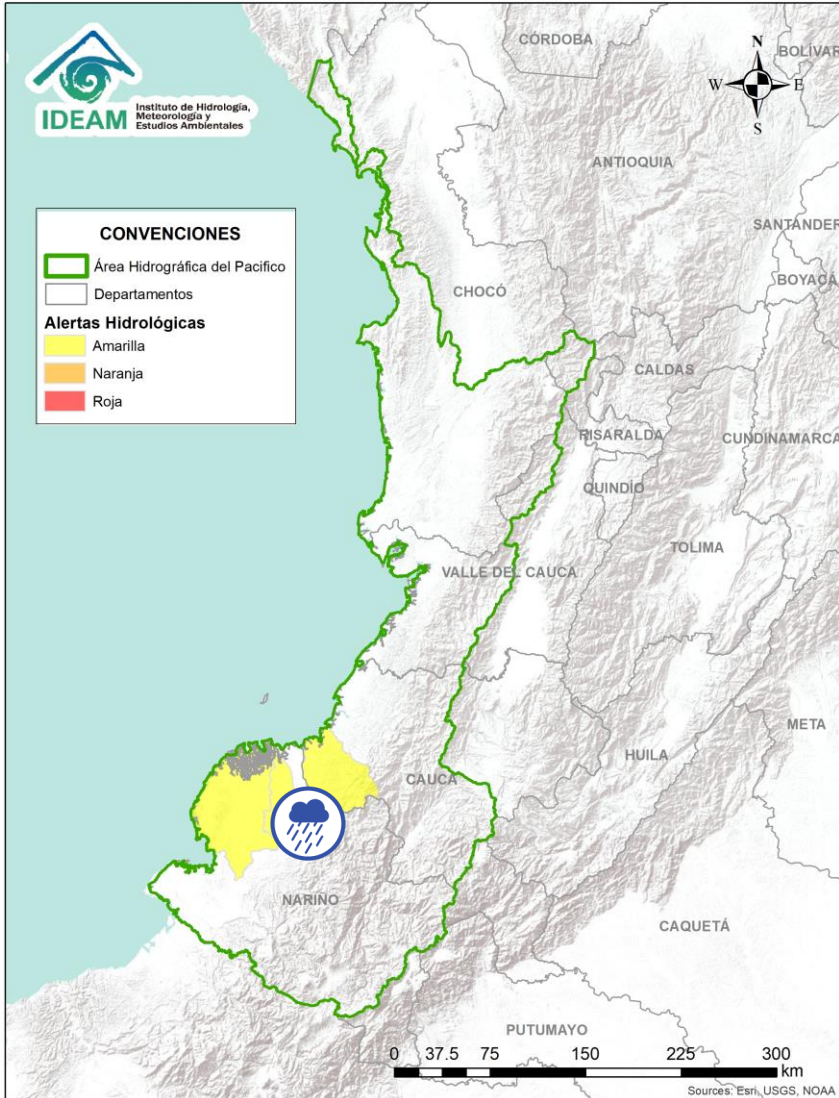 IDEAM
Instituto de Hidrología,
Meteorología y
Estudios Ambientales
N
W
E
S
CONVENCIONES
Área Hidrográfica del Pacifico
Departamentos
Alertas Hidrológicas
Amarilla
Naranja
Roja
CÓRDOBA
BOLÍVAR
ANTIOQUIA
SANTANDER
BOYACÁ
CHOCÓ
CALDAS
RISARALDA
CUNDINAMARCA
QUINDÍO
TOLIMA
VALLE DEL CAUCA
META
HUILA
CAUCA
NARIÑO
CAQUETÁ
PUTUMAYO
0 37.5 75 150 225 300
km
Sources: Esri, USGS, NOAA